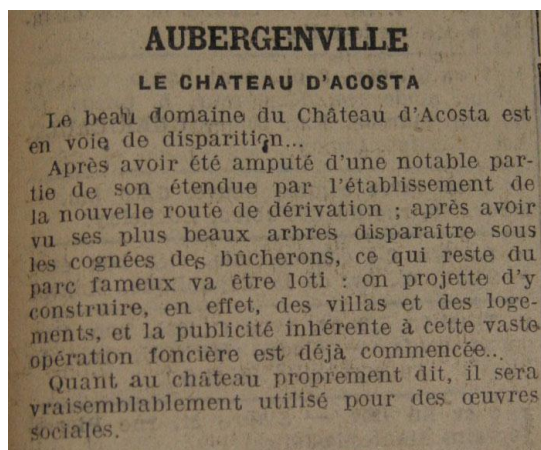 AUBERGENVILLE
LE CHATEAU D'ACOSTA
Le beau domaine du Château d'Acosta est
en voie de disparition...
Après avoir été amputé d'une notable par-
tie de son étendue par l'établissement de
la nouvelle route de dérivation ; après avoir
vu ses plus beaux arbres disparaître sous
les cognées des bûcherons, ce qui reste du
parc fameux va être loti : on projette d'y
construire, en effet, des villas et des loge-
ments, et la publicité inhérente à cette vaste
opération foncière est déjà commencée...
Quant au château proprement dit, il sera
vraisemblablement utilisé pour des œuvres
sociales.